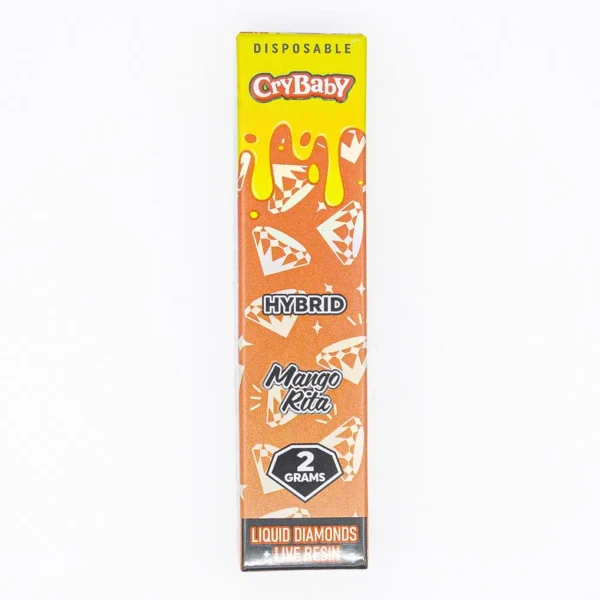 DISPOSABLE
CryBaby
HYBRID
Mango
Rita
2
GRAMS
LIQUID DIAMONDS
+ LIVE RESIN